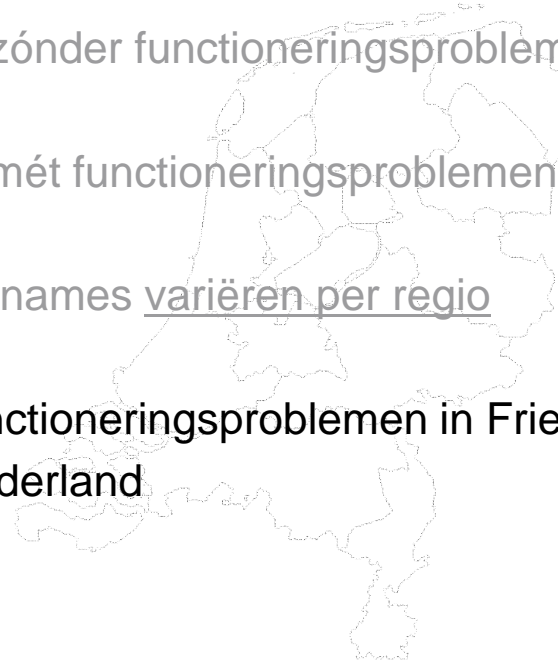 zónder functioneringsproblem
mét functioneringsproblemen
names variëren per regio
nctioneringsproblemen in Frie
derland